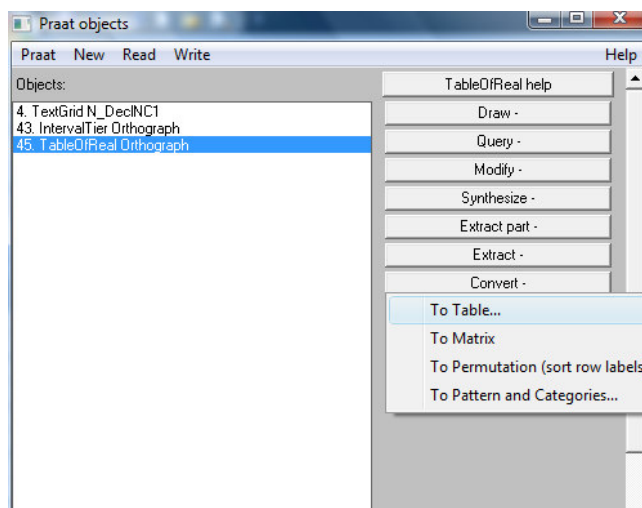 Praat objects
Praat New Read Write Help
Objects:
4. TextGrid N_DeclNC1
43. IntervalTier Orthograph
45. TableOfReal Orthograph
TableOfReal help
Draw -
Query -
Modify -
Synthesize -
Extract part -
Extract -
Convert -
To Table...
To Matrix
To Permutation (sort row labels
To Pattern and Categories...